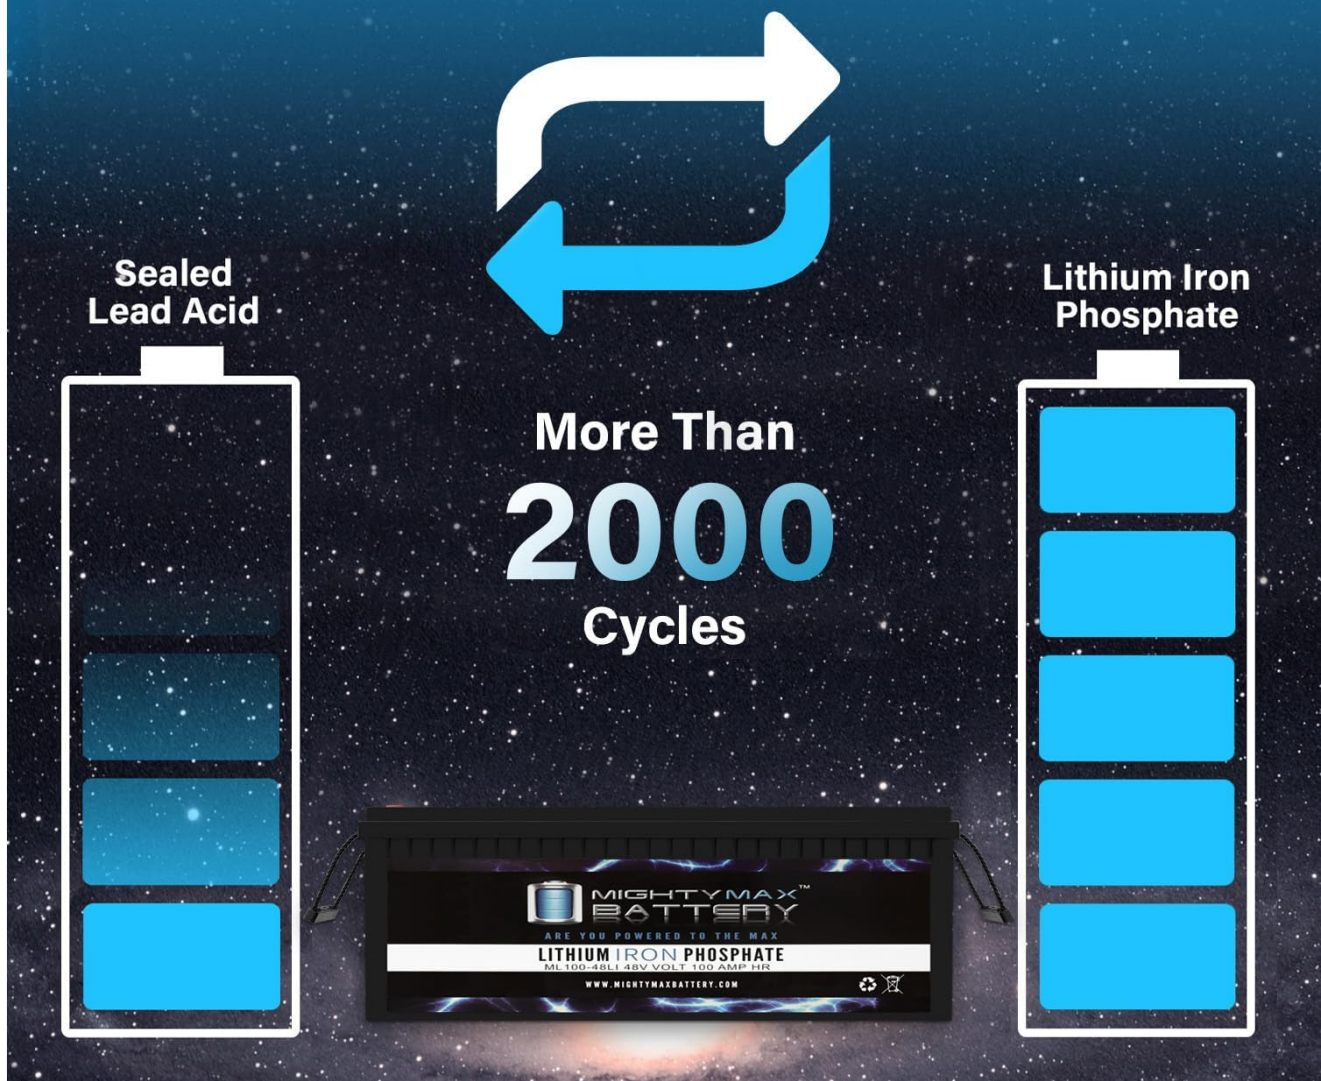 Sealed
Lead Acid
Lithium Iron
Phosphate
More Than
2000
Cycles
MIGHTYMAX™
BATTERY
ARE YOU POWERED TO THE MAX
LITHIUM IRON PHOSPHATE
ML100-48LI 48V VOLT 100 AMP HR
WWW.MIGHTYMAXBATTERY.COM